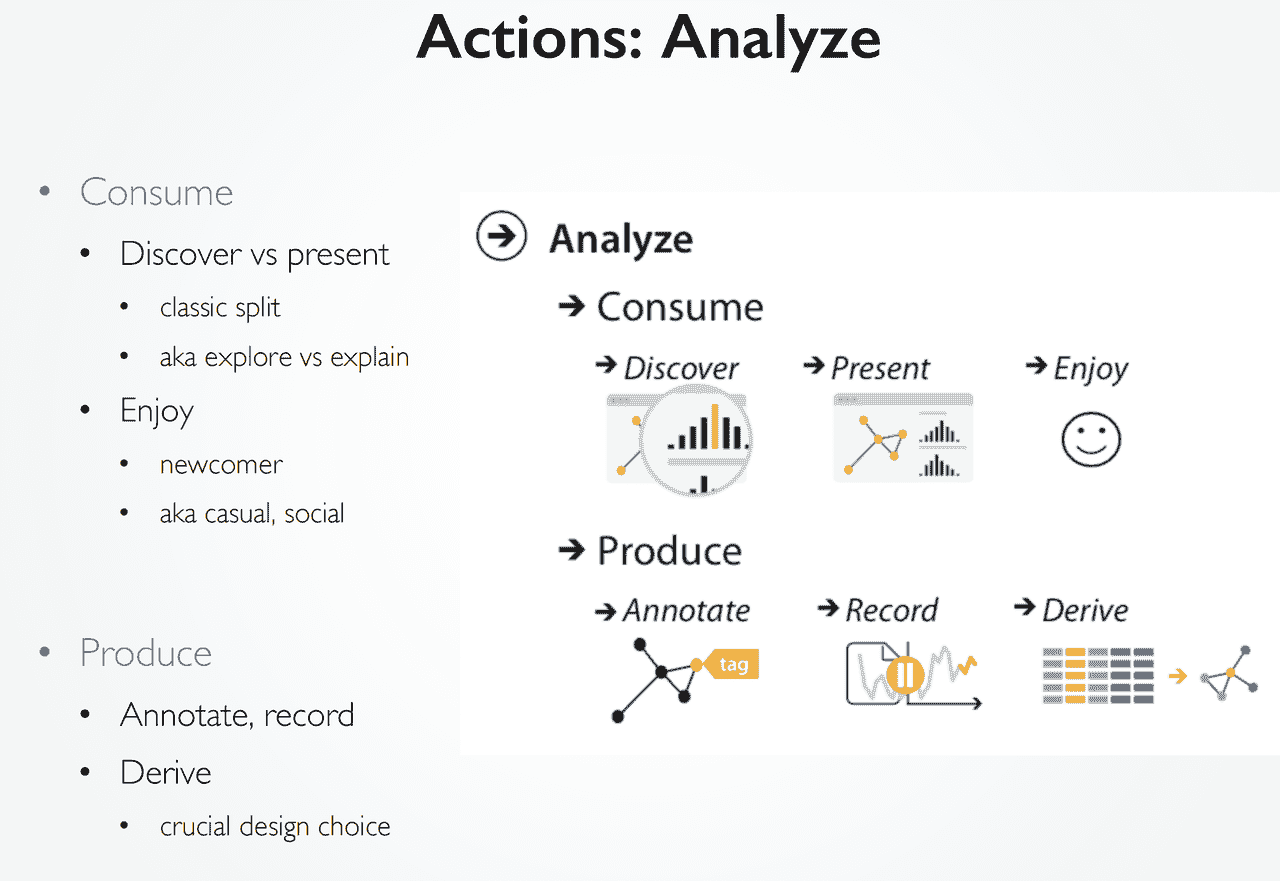 Actions: Analyze
• Consume
• Discover vs present
• classic split
• aka explore vs explain
• Enjoy
• newcomer
• aka casual, social
• Produce
• Annotate, record
• Derive
• crucial design choice
→ Analyze
→ Consume
→ Discover → Present → Enjoy
→ Produce
→ Annotate → Record → Derive
tag